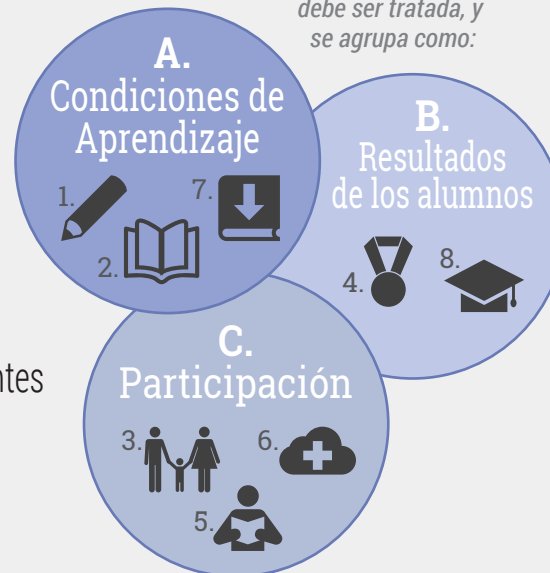 debe ser tratada, y
se agrupa como:
A.
Condiciones de
Aprendizaje
1.
7.
2.
B.
Resultados
de los alumnos
4.
8.
ntes
C.
Participación
3.
6.
5.